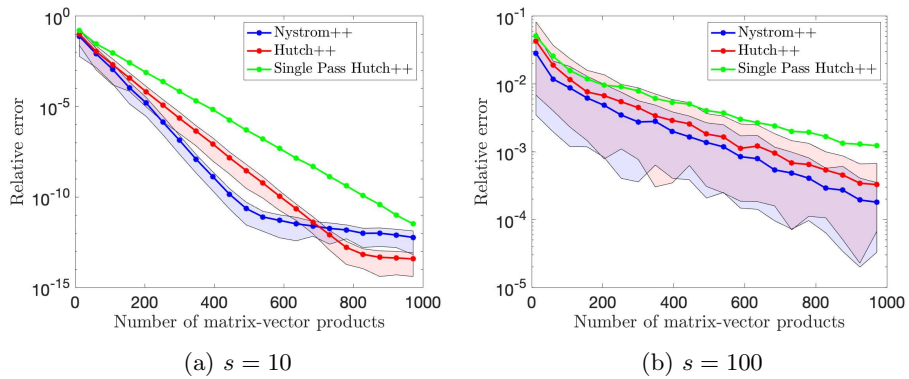 10^0
10^-5
10^-10
10^-15
Relative error
0 200 400 600 800 1000
Number of matrix-vector products
Nystrom++
Hutch++
Single Pass Hutch++
(a) s = 10
10^-1
10^-2
10^-3
10^-4
10^-5
Relative error
0 200 400 600 800 1000
Number of matrix-vector products
Nystrom++
Hutch++
Single Pass Hutch++
(b) s = 100